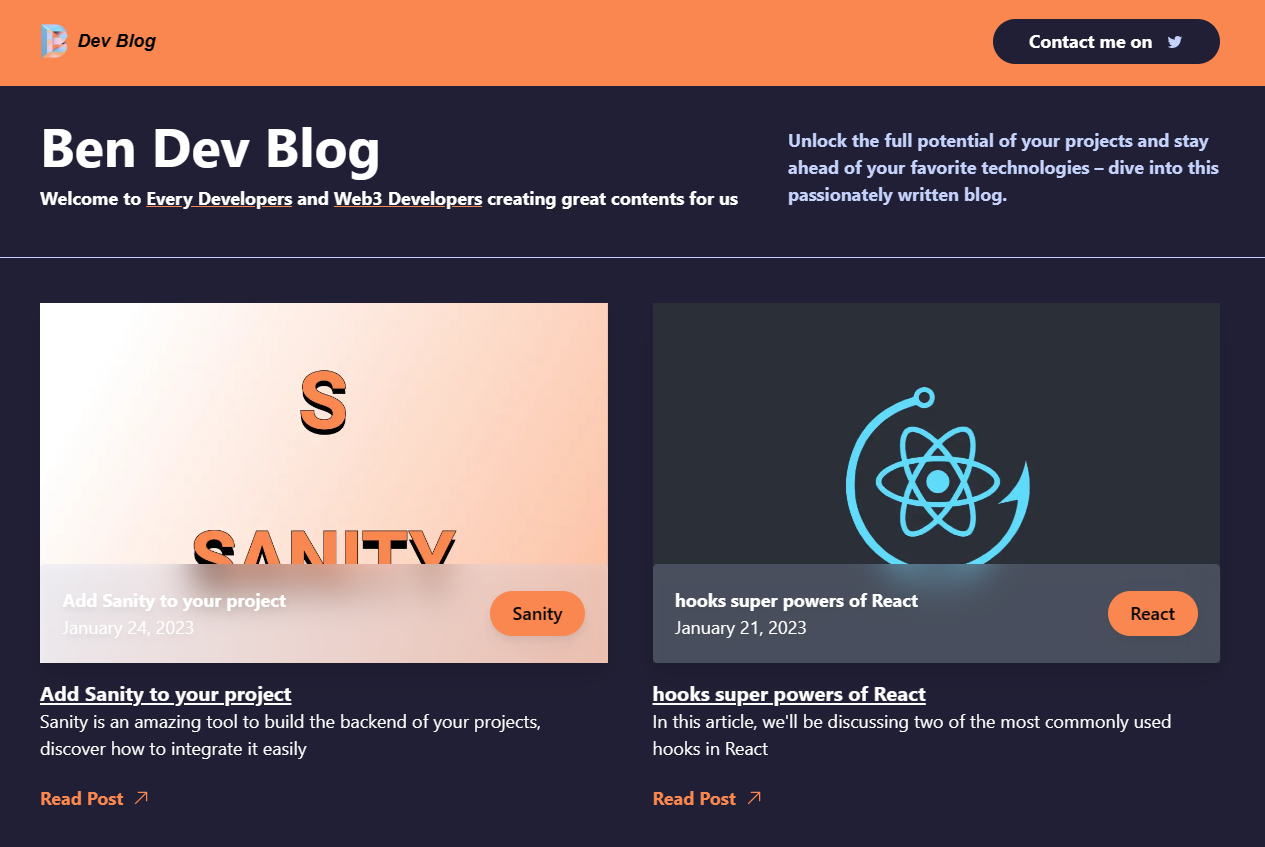 Dev Blog
Contact me on
Ben Dev Blog
Welcome to Every Developers and Web3 Developers creating great contents for us
Unlock the full potential of your projects and stay
ahead of your favorite technologies – dive into this
passionately written blog.
S
SANITY
Add Sanity to your project
January 24, 2023
Sanity
hooks super powers of React
January 21, 2023
React
Add Sanity to your project
Sanity is an amazing tool to build the backend of your projects,
discover how to integrate it easily
Read Post
hooks super powers of React
In this article, we'll be discussing two of the most commonly used
hooks in React
Read Post